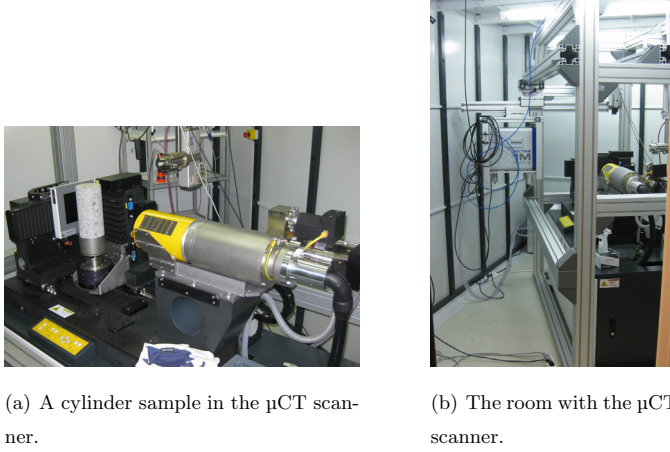 (a) A cylinder sample in the µCT scan-
ner.
(b) The room with the µCT
scanner.